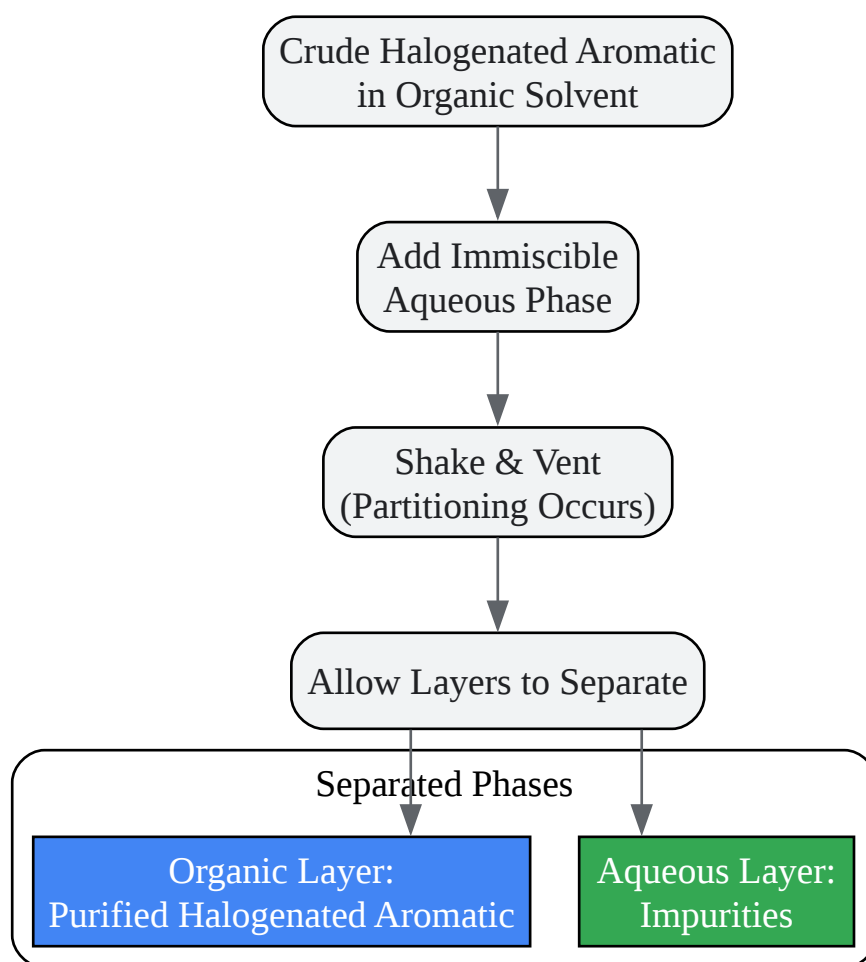 Crude Halogenated Aromatic
in Organic Solvent
Add Immiscible
Aqueous Phase
Shake & Vent
(Partitioning Occurs)
Allow Layers to Separate
Separated Phases
Organic Layer:
Purified Halogenated Aromatic
Aqueous Layer:
Impurities